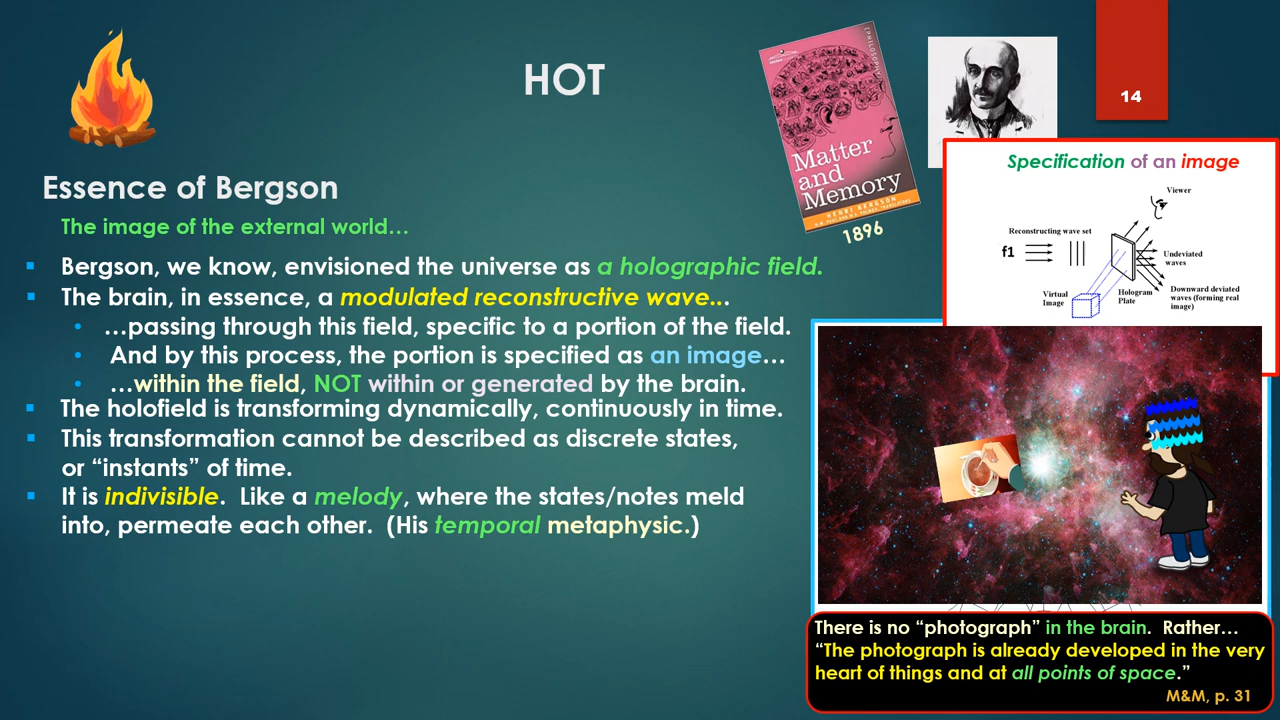 HOT
14
Matter
and
Memory
HENRI BERGSON
1896
Essence of Bergson
The image of the external world…
Bergson, we know, envisioned the universe as a holographic field.
The brain, in essence, a modulated reconstructive wave...
…passing through this field, specific to a portion of the field.
And by this process, the portion is specified as an image…
…within the field, NOT within or generated by the brain.
The holofield is transforming dynamically, continuously in time.
This transformation cannot be described as discrete states,
or “instants” of time.
It is indivisible. Like a melody, where the states/notes meld
into, permeate each other. (His temporal metaphysic.)
Specification of an image
Viewer
Reconstructing wave set
f1
Undeviated
waves
Virtual
Image
Hologram
Plate
Downward deviated
waves (forming real
image)
There is no “photograph” in the brain. Rather…
“The photograph is already developed in the very
heart of things and at all points of space.”
M&M, p. 31